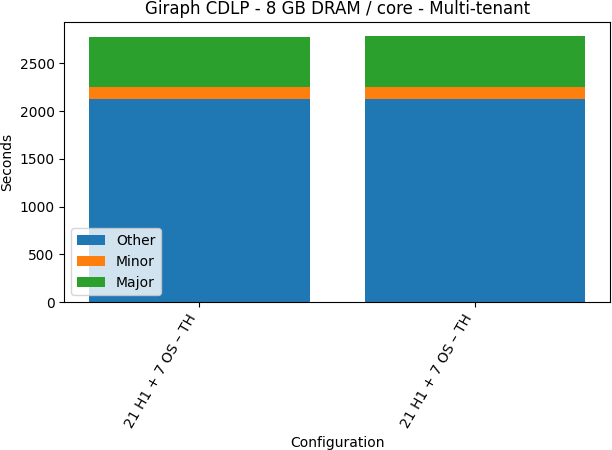 Giraph CDLP - 8 GB DRAM / core - Multi-tenant
Seconds
2500
2000
1500
1000
500
0
Other
Minor
Major
21 H1 + 7 OS – TH
21 H1 + 7 OS – TH
Configuration